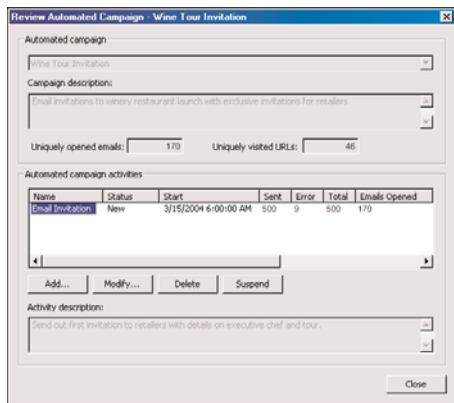 Review Automated Campaign - Wine Tour Invitation
Automated campaign
Wine Tour Invitation
Campaign description:
Email invitations to winery restaurant launch with exclusive invitations for retailers
Uniquely opened emails: 170 Uniquely visited URLs: 46
Automated campaign activities
Name Status Start Sent Error Total Emails Opened
Email Invitation New 3/15/2004 6:00:00 AM 500 9 500 170
Add... Modify... Delete Suspend
Activity description:
Send out first invitation to retailers with details on executive chef and tour.
Close